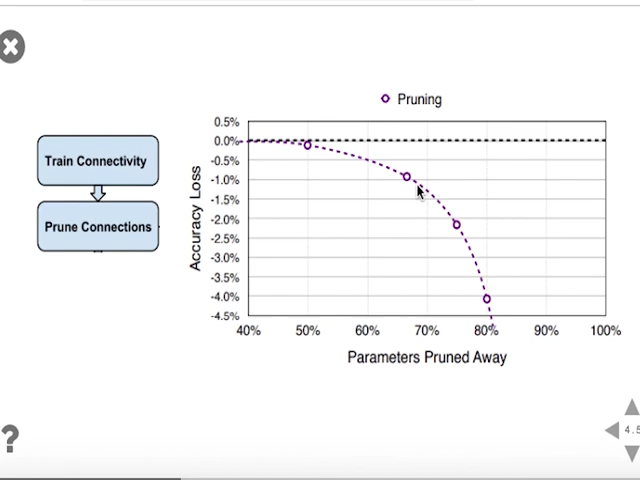 Pruning
Train Connectivity
Prune Connections
Accuracy Loss
0.5%
0.0%
-0.5%
-1.0%
-1.5%
-2.0%
-2.5%
-3.0%
-3.5%
-4.0%
-4.5%
40% 50% 60% 70% 80% 90% 100%
Parameters Pruned Away
?